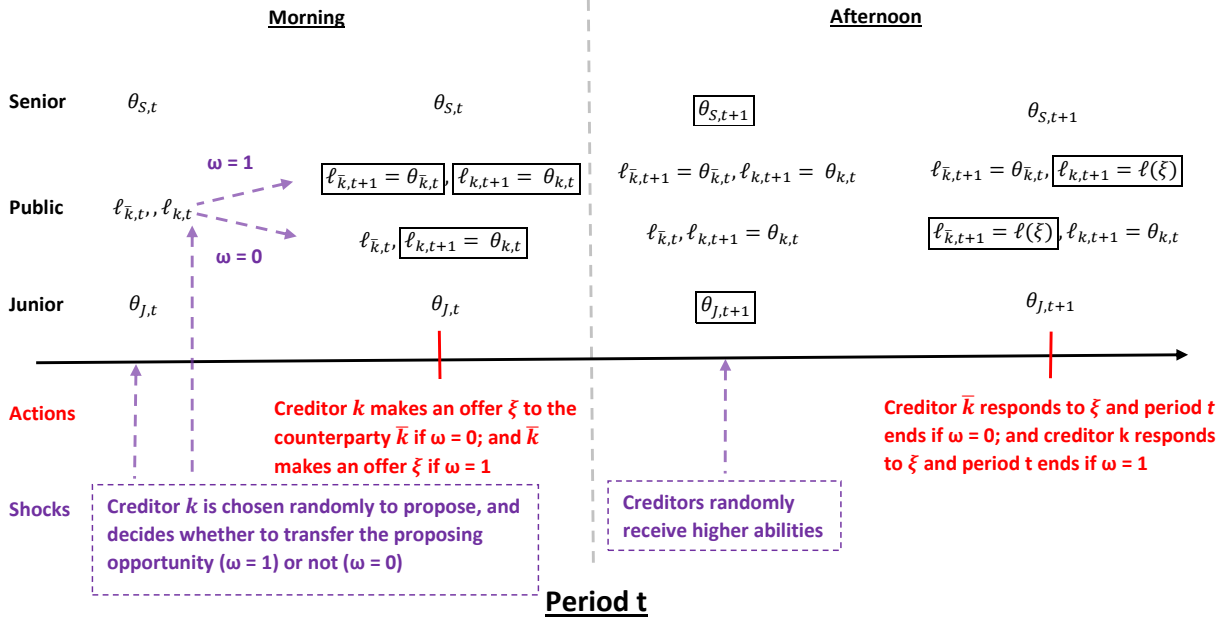 Morning
Afternoon
Senior
θ_{S,t}
θ_{S,t}
θ_{S,t+1}
θ_{S,t+1}
ω = 1
ℓ_{k̄,t+1} = θ_{k̄,t}, ℓ_{k,t+1} = θ_{k,t}
ℓ_{k̄,t+1} = θ_{k̄,t}, ℓ_{k,t+1} = θ_{k,t}
ℓ_{k̄,t+1} = θ_{k̄,t}, ℓ_{k,t+1} = ℓ(ξ)
Public
ℓ_{k̄,t}, , ℓ_{k,t}
ω = 0
ℓ_{k̄,t}, ℓ_{k,t+1} = θ_{k,t}
ℓ_{k̄,t}, ℓ_{k,t+1} = θ_{k,t}
ℓ_{k̄,t+1} = ℓ(ξ), ℓ_{k,t+1} = θ_{k,t}
Junior
θ_{J,t}
θ_{J,t}
θ_{J,t+1}
θ_{J,t+1}
Actions
Creditor k makes an offer ξ to the
counterparty k̄ if ω = 0; and k̄
makes an offer ξ if ω = 1
Creditor k̄ responds to ξ and period t
ends if ω = 0; and creditor k responds
to ξ and period t ends if ω = 1
Shocks
Creditor k is chosen randomly to propose, and
decides whether to transfer the proposing
opportunity (ω = 1) or not (ω = 0)
Creditors randomly
receive higher abilities
Period t